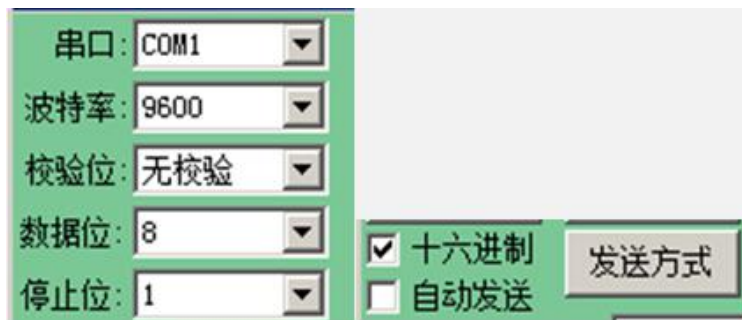 串口: COM1
波特率: 9600
校验位: 无校验
数据位: 8
停止位: 1
十六进制
自动发送
发送方式